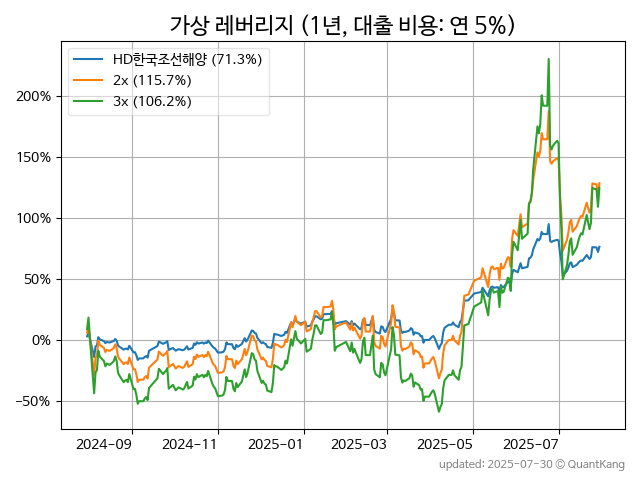 가상 레버리지 (1년, 대출 비용: 연 5%)
HD한국조선해양 (71.3%)
2x (115.7%)
3x (106.2%)
200%
150%
100%
50%
0%
−50%
2024-09
2024-11
2025-01
2025-03
2025-05
2025-07
updated: 2025-07-30 © QuantKang